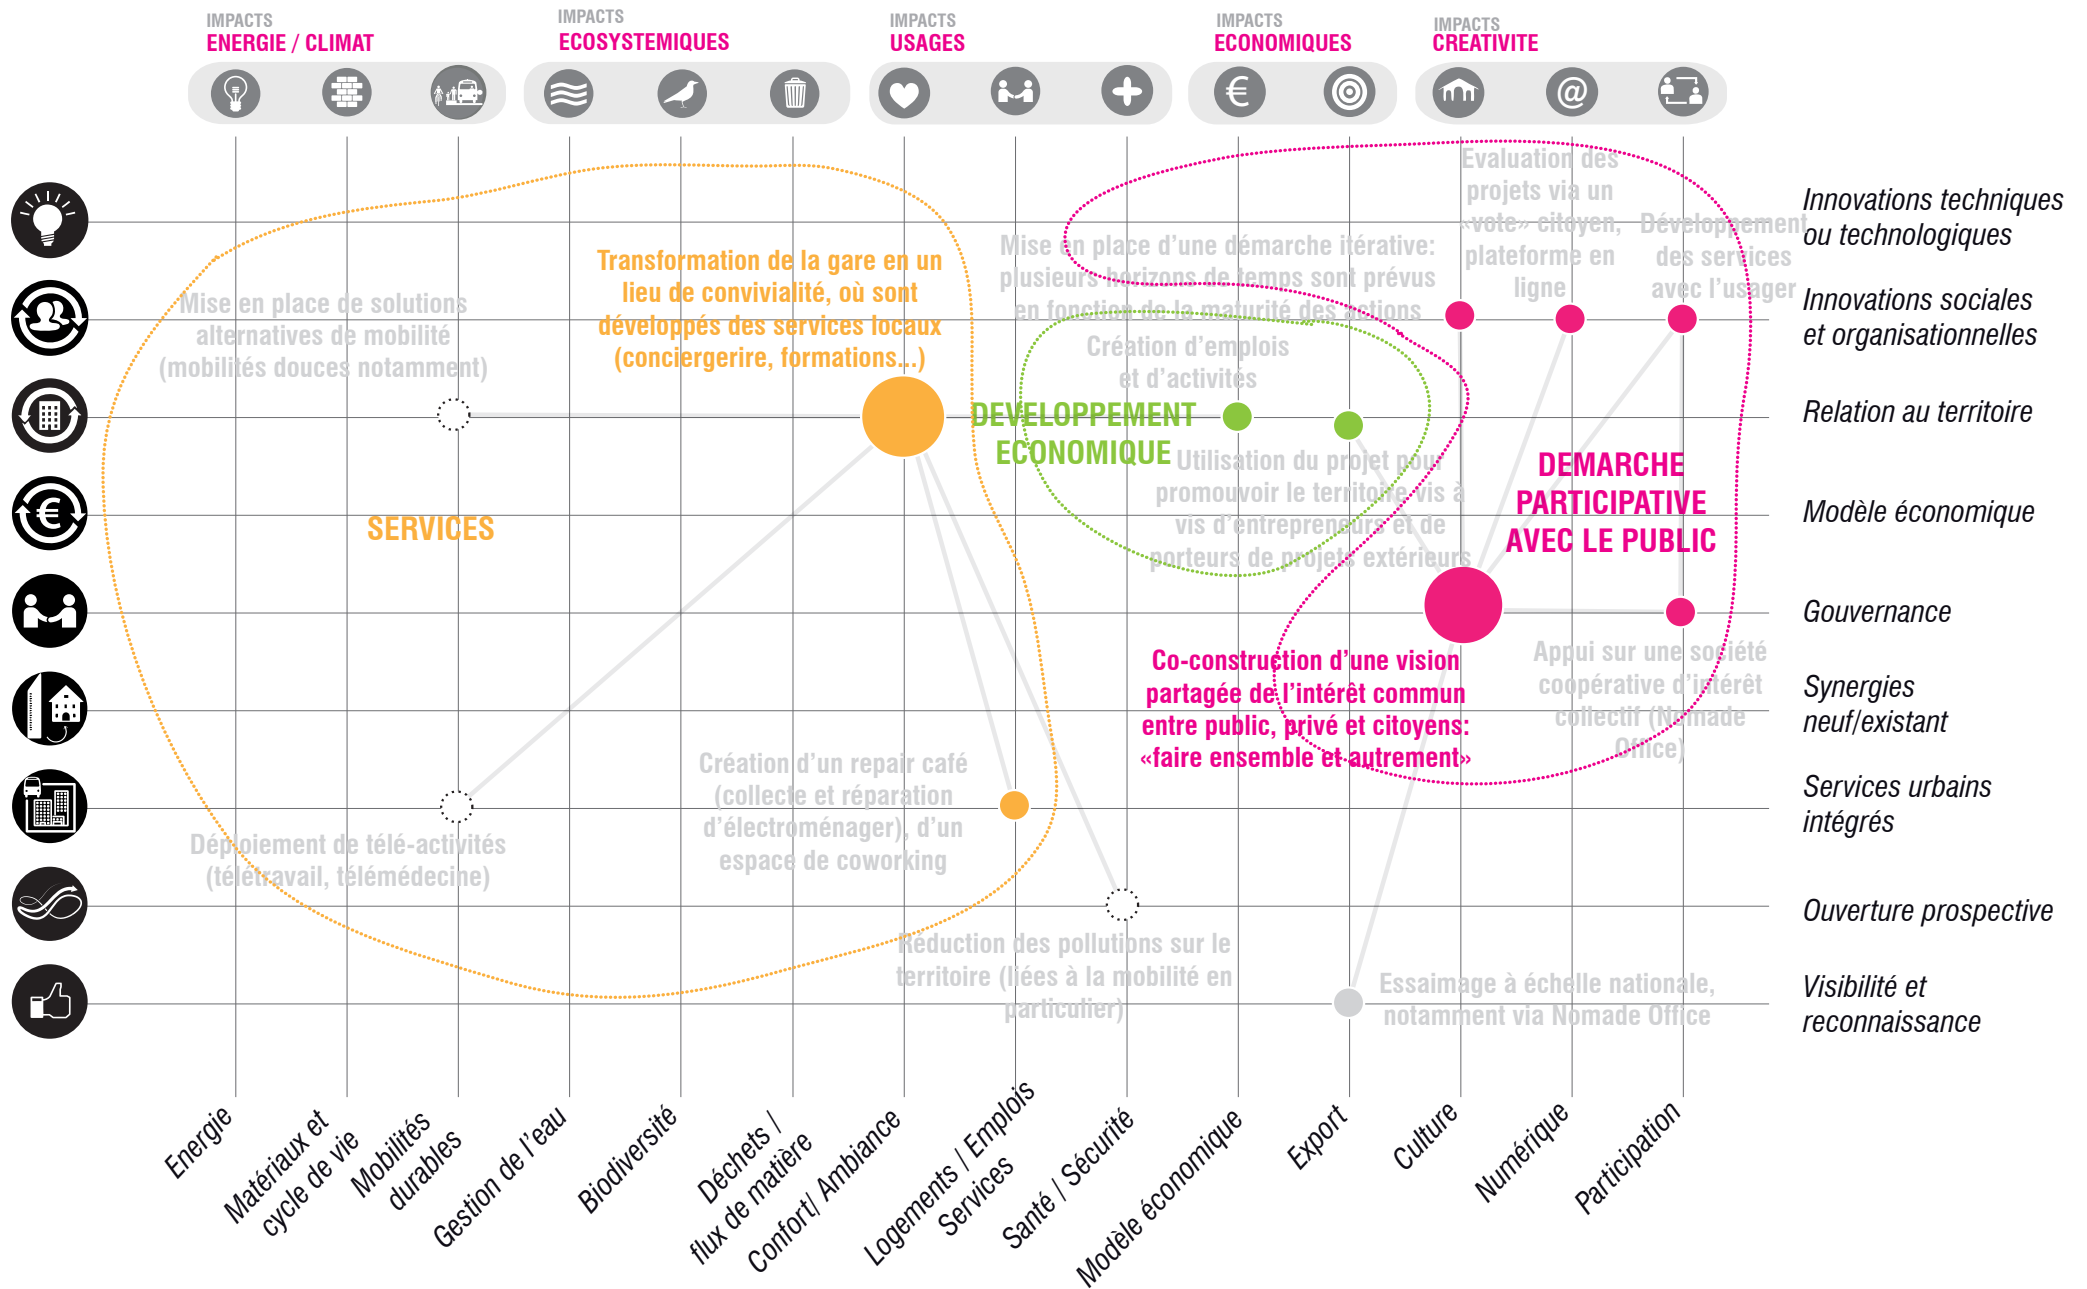 IMPACTS
ENERGIE / CLIMAT
IMPACTS
ECOSYSTEMIQUES
IMPACTS
USAGES
IMPACTS
ECONOMIQUES
IMPACTS
CREATIVITE
€
@
Innovations techniques
ou technologiques
Innovations sociales
et organisationnelles
Relation au territoire
Modèle économique
Gouvernance
Synergies
neuf/existant
Services urbains
intégrés
Ouverture prospective
Visibilité et
reconnaissance
€
Evaluation des
projets via un
«vote» citoyen,
plateforme en
ligne
Développement
des services
avec l’usager
Mise en place d’une démarche itérative:
plusieurs horizons de temps sont prévus
en fonction de la maturité des actions
Transformation de la gare en un
lieu de convivialité, où sont
développés des services locaux
(conciergerire, formations...)
Mise en place de solutions
alternatives de mobilité
(mobilités douces notamment)
Création d’emplois
et d’activités
DEVELOPPEMENT
ECONOMIQUE
Utilisation du projet pour
promouvoir le territoire vis à
vis d’entrepreneurs et de
porteurs de projets extérieurs
DEMARCHE
PARTICIPATIVE
AVEC LE PUBLIC
SERVICES
Co-construction d’une vision
partagée de l’intérêt commun
entre public, privé et citoyens:
«faire ensemble et autrement»
Appui sur une société
coopérative d’intérêt
collectif (Nomade
Office)
Création d’un repair café
(collecte et réparation
d’électroménager), d’un
espace de coworking
Déploiement de télé-activités
(télétravail, télémédecine)
Réduction des pollutions sur le
territoire (liées à la mobilité en
particulier)
Essaimage à échelle nationale,
notamment via Nomade Office
Energie
Matériaux et
cycle de vie
Mobilités
durables
Gestion de l’eau
Biodiversité
Déchets /
flux de matière
Confort/ Ambiance
Logements / Emplois
Services
Santé / Sécurité
Modèle économique
Export
Culture
Numérique
Participation